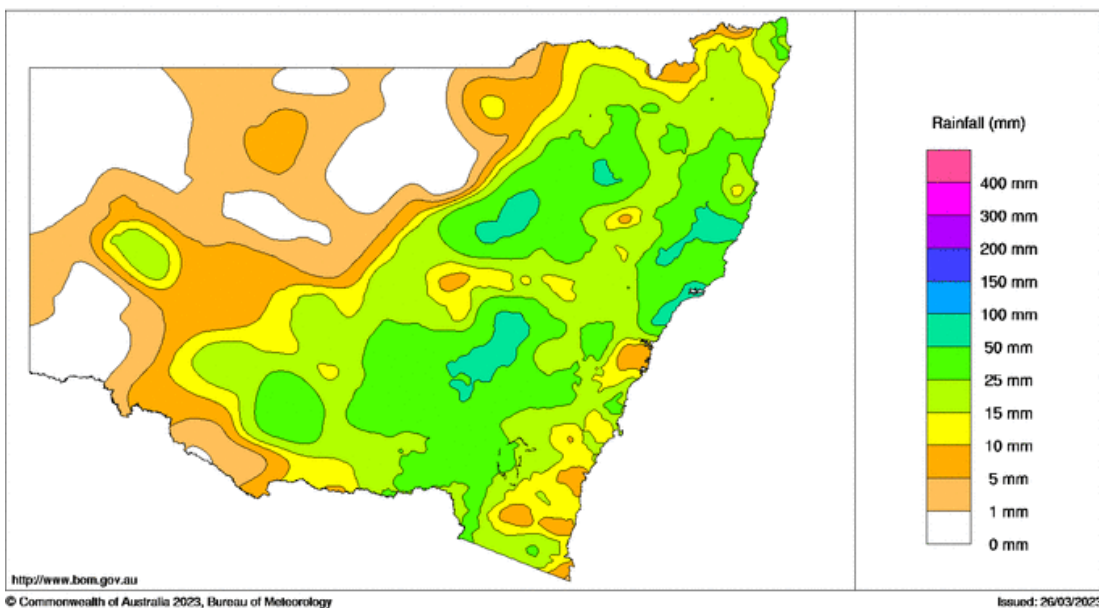 Rainfall (mm)
400 mm
300 mm
200 mm
150 mm
100 mm
50 mm
25 mm
15 mm
10 mm
5 mm
1 mm
0 mm
http://www.bom.gov.au
© Commonwealth of Australia 2023, Bureau of Meteorology
Issued: 26/03/2023